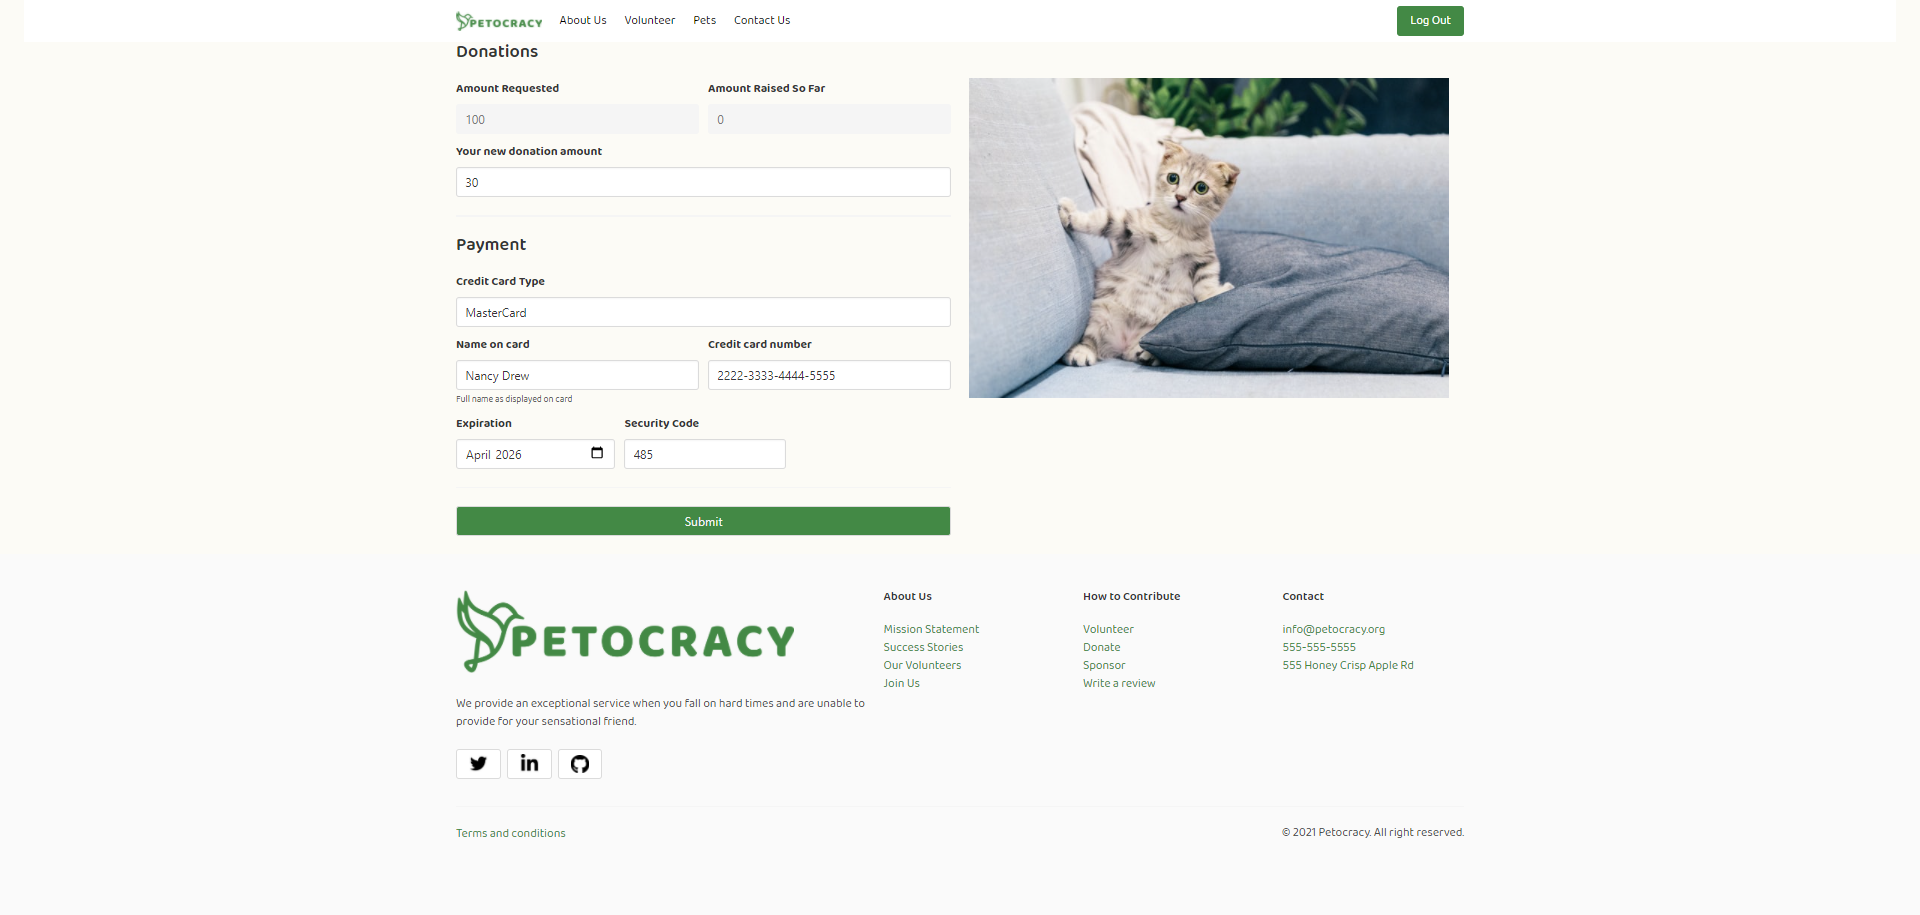 PETOCRACY About Us Volunteer Pets Contact Us Log Out
Donations
Amount Requested Amount Raised So Far
100 0
Your new donation amount
30
Payment
Credit Card Type
MasterCard
Name on card Credit card number
Nancy Drew 2222-3333-4444-5555
Full name as displayed on card
Expiration Security Code
April 2026 485
Submit
PETOCRACY
We provide an exceptional service when you fall on hard times and are unable to
provide for your sensational friend.
About Us
Mission Statement
Success Stories
Our Volunteers
Join Us
How to Contribute
Volunteer
Donate
Sponsor
Write a review
Contact
info@petocracy.org
555-555-5555
555 Honey Crisp Apple Rd
in
Terms and conditions © 2021 Petocracy. All right reserved.